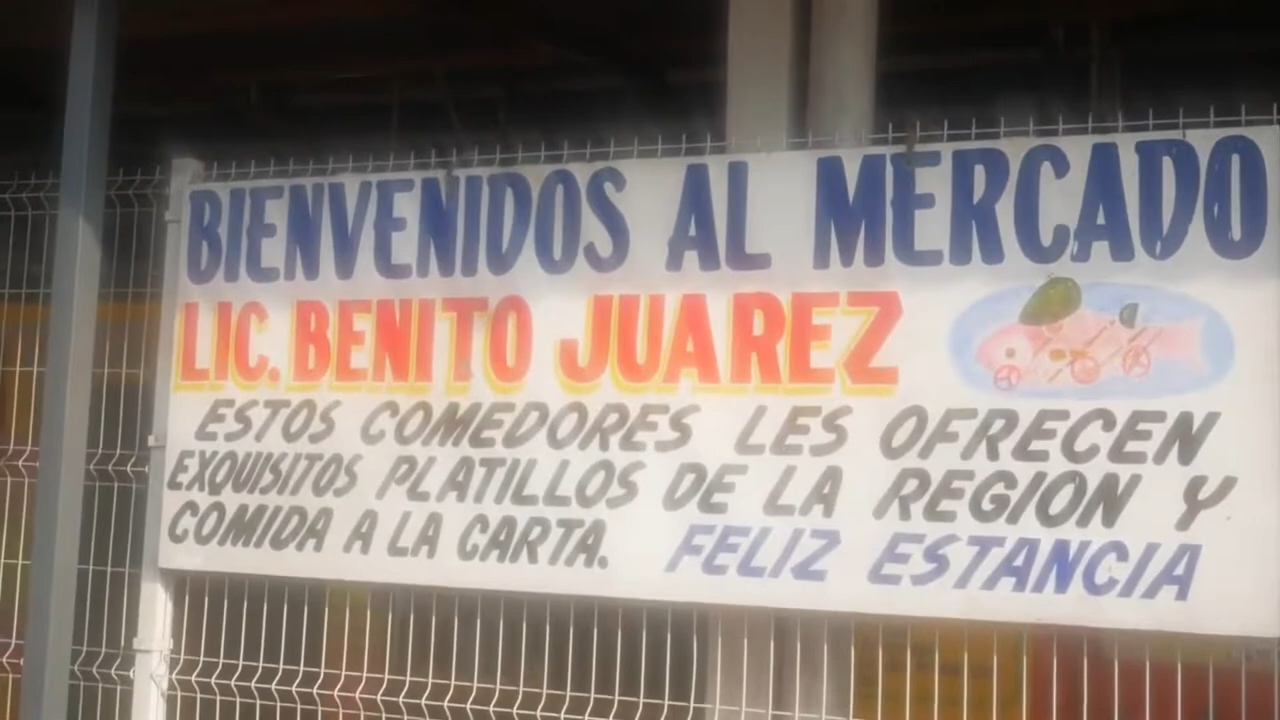 BIENVENIDOS AL MERCADO
LIC. BENITO JUAREZ
ESTOS COMEDORES LES OFRECEN
EXQUISITOS PLATILLOS DE LA REGION Y
COMIDA A LA CARTA. FELIZ ESTANCIA